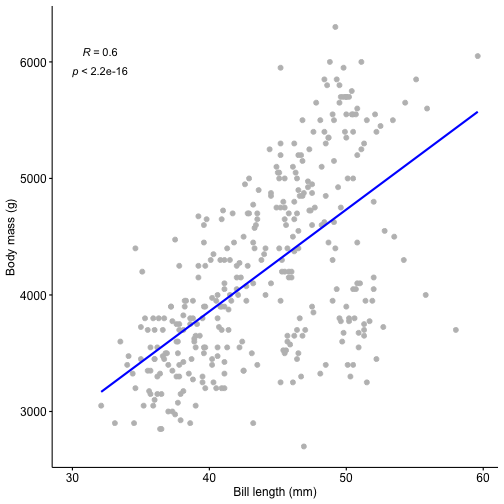 R = 0.6
p < 2.2e-16
6000
5000
4000
3000
Body mass (g)
30 40 50 60
Bill length (mm)